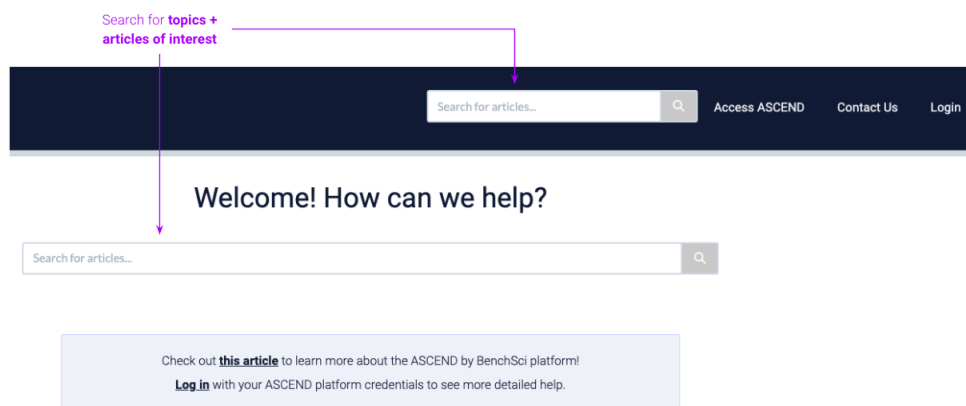 Search for topics +
articles of interest
Search for articles...
Access ASCEND
Contact Us
Login
Welcome! How can we help?
Search for articles...
Check out this article to learn more about the ASCEND by BenchSci platform!
Log in with your ASCEND platform credentials to see more detailed help.